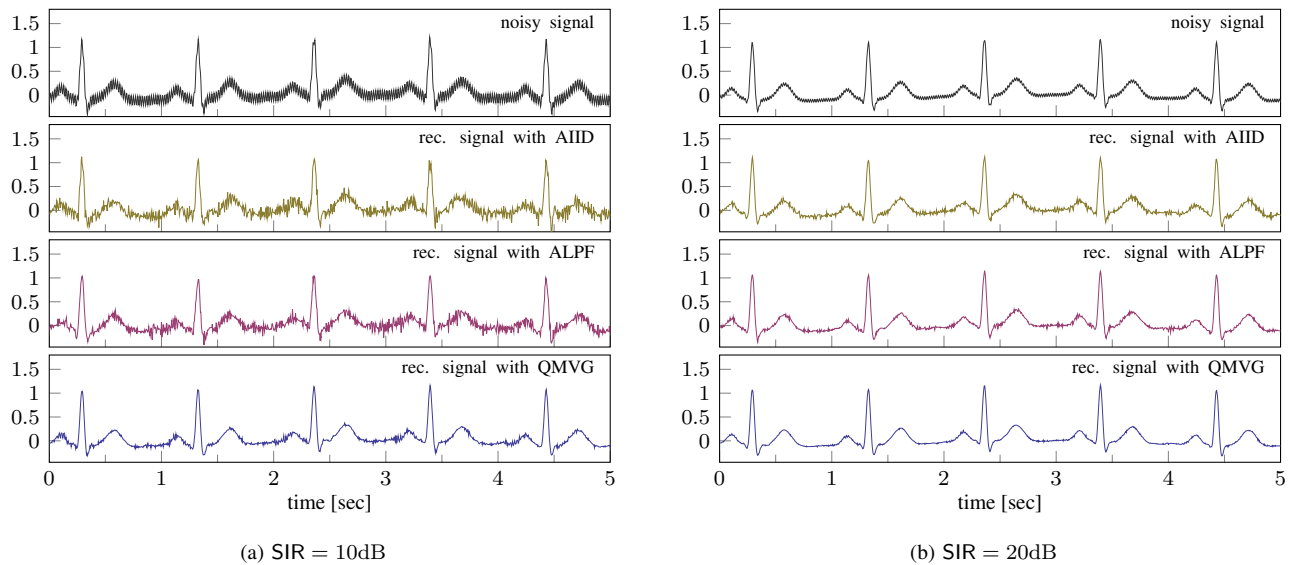 1.5
1
0.5
0
noisy signal
1.5
1
0.5
0
rec. signal with AIID
1.5
1
0.5
0
rec. signal with ALPF
1.5
1
0.5
0
rec. signal with QMVG
0 1 2 3 4 5
time [sec]
(a) SIR = 10dB
1.5
1
0.5
0
noisy signal
1.5
1
0.5
0
rec. signal with AIID
1.5
1
0.5
0
rec. signal with ALPF
1.5
1
0.5
0
rec. signal with QMVG
0 1 2 3 4 5
time [sec]
(b) SIR = 20dB